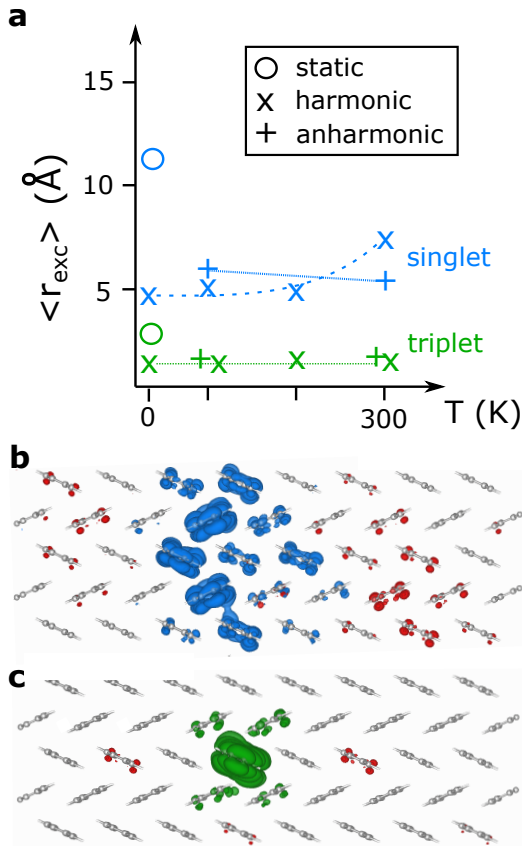 a
15
10
5
<r_exc> (Å)
static
harmonic
anharmonic
singlet
triplet
0
300
T (K)
b
c